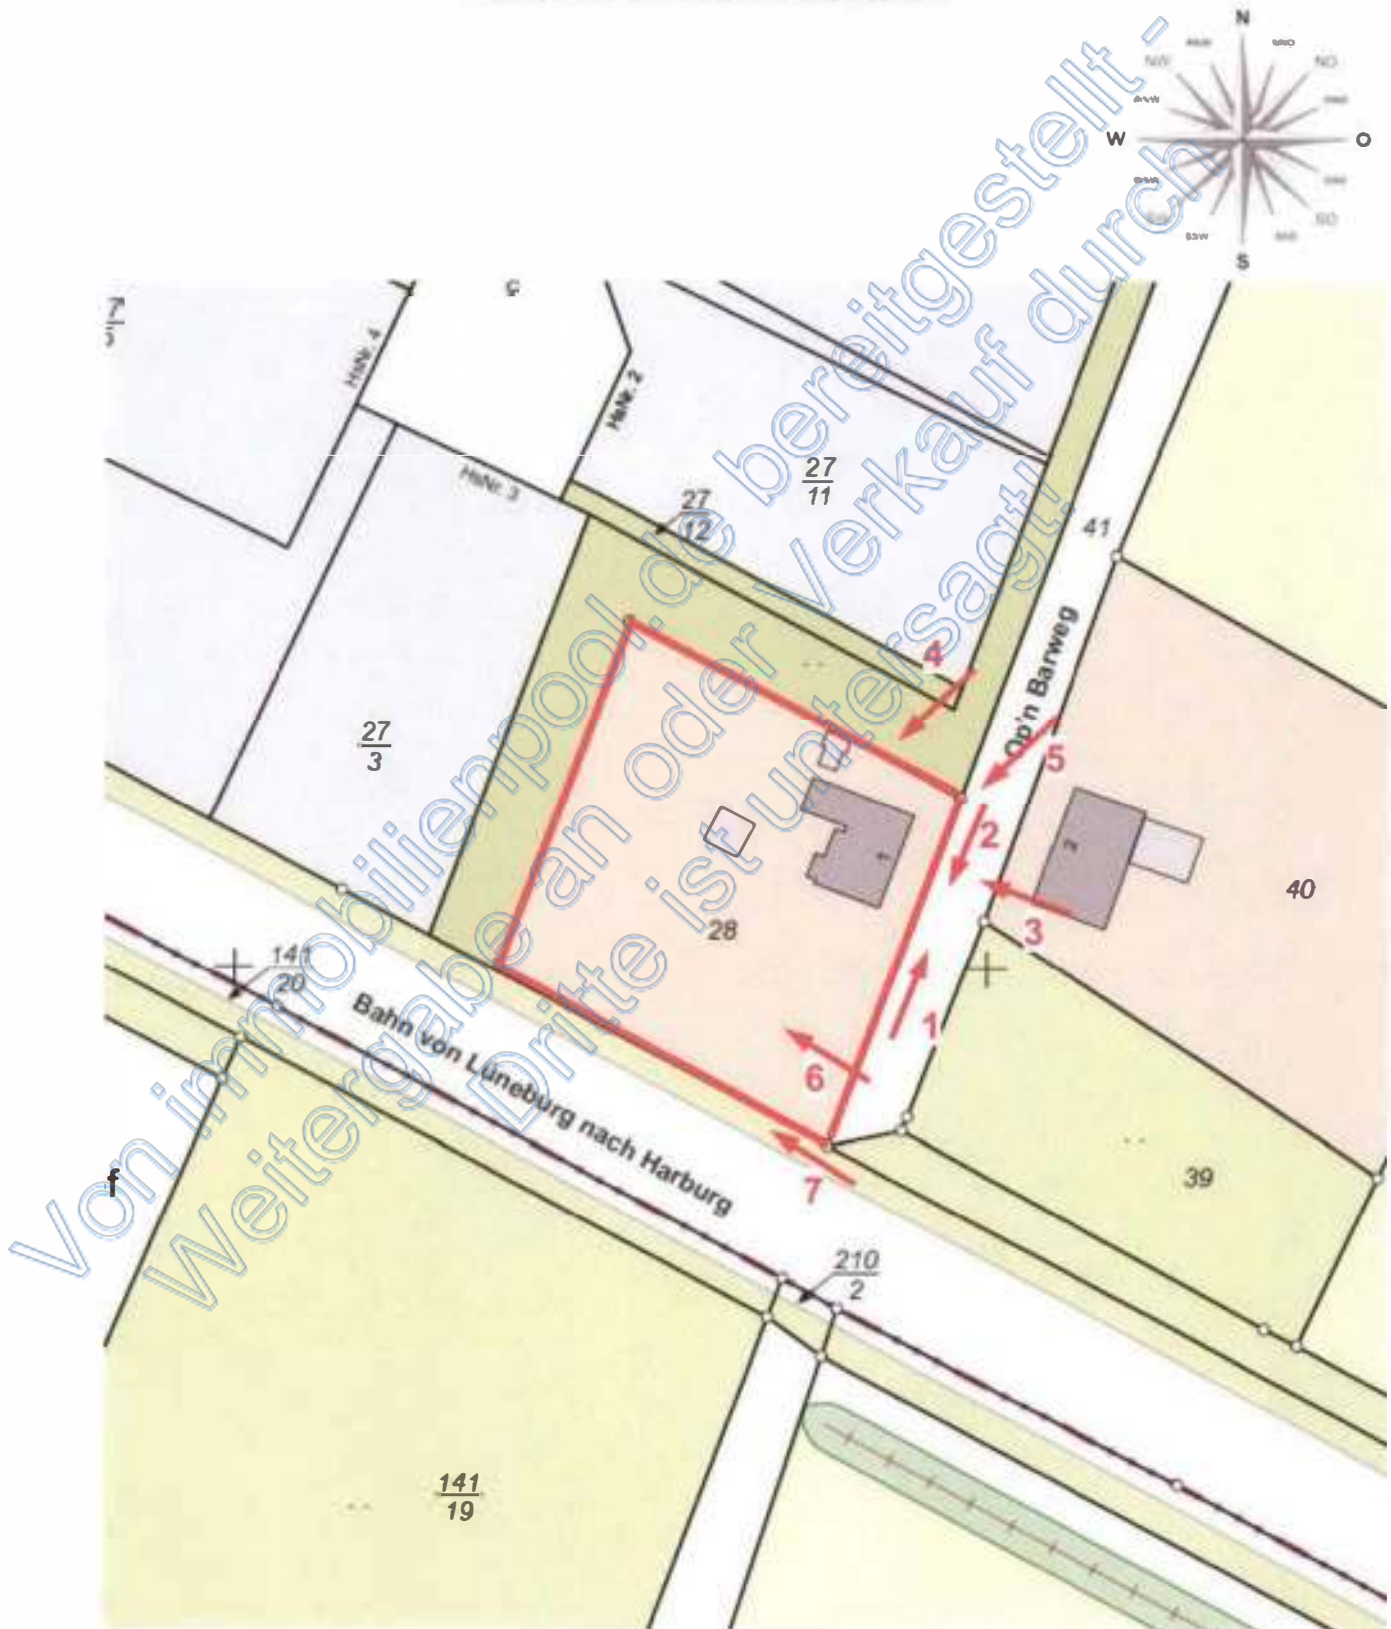 N
NW
NO
W
O
SO
S
HsNr. 4
HsNr. 2
HsNr. 3
27
11
27
12
41
Op'n Barweg
27
3
4
5
2
1
2
40
3
28
141
20
1
6
Bahn von Lüneburg nach Harburg
7
39
f
210
2
141
19
Von immobilienpool.de bereitgestellt -
Weitergabe an oder Verkauf durch
Dritte ist untersagt!